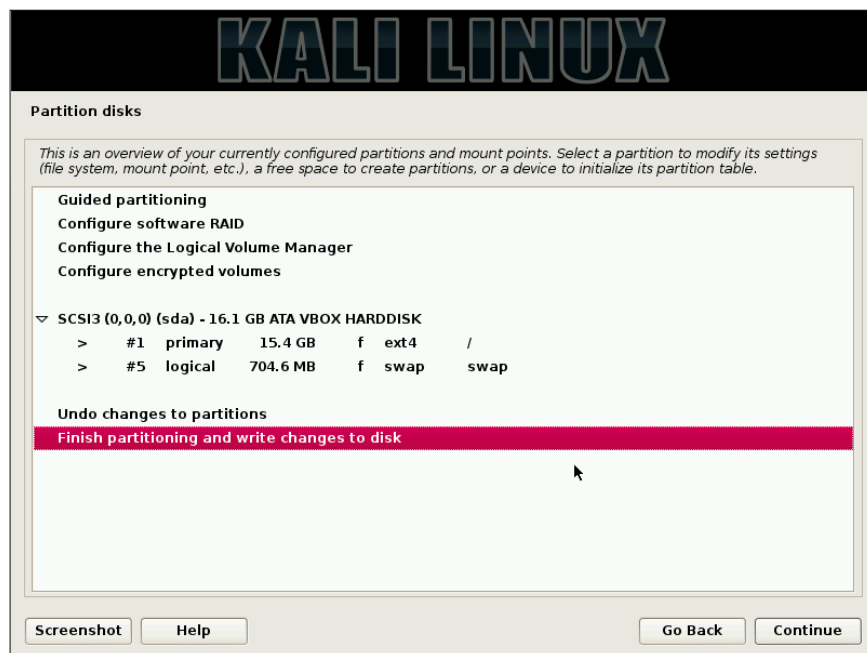 KALI LINUX
Partition disks
This is an overview of your currently configured partitions and mount points. Select a partition to modify its settings
(file system, mount point, etc.), a free space to create partitions, or a device to initialize its partition table.
Guided partitioning
Configure software RAID
Configure the Logical Volume Manager
Configure encrypted volumes
SCSI3 (0,0,0) (sda) - 16.1 GB ATA VBOX HARDDISK
> #1 primary 15.4 GB f ext4 /
> #5 logical 704.6 MB f swap swap
Undo changes to partitions
Finish partitioning and write changes to disk
Screenshot Help Go Back Continue